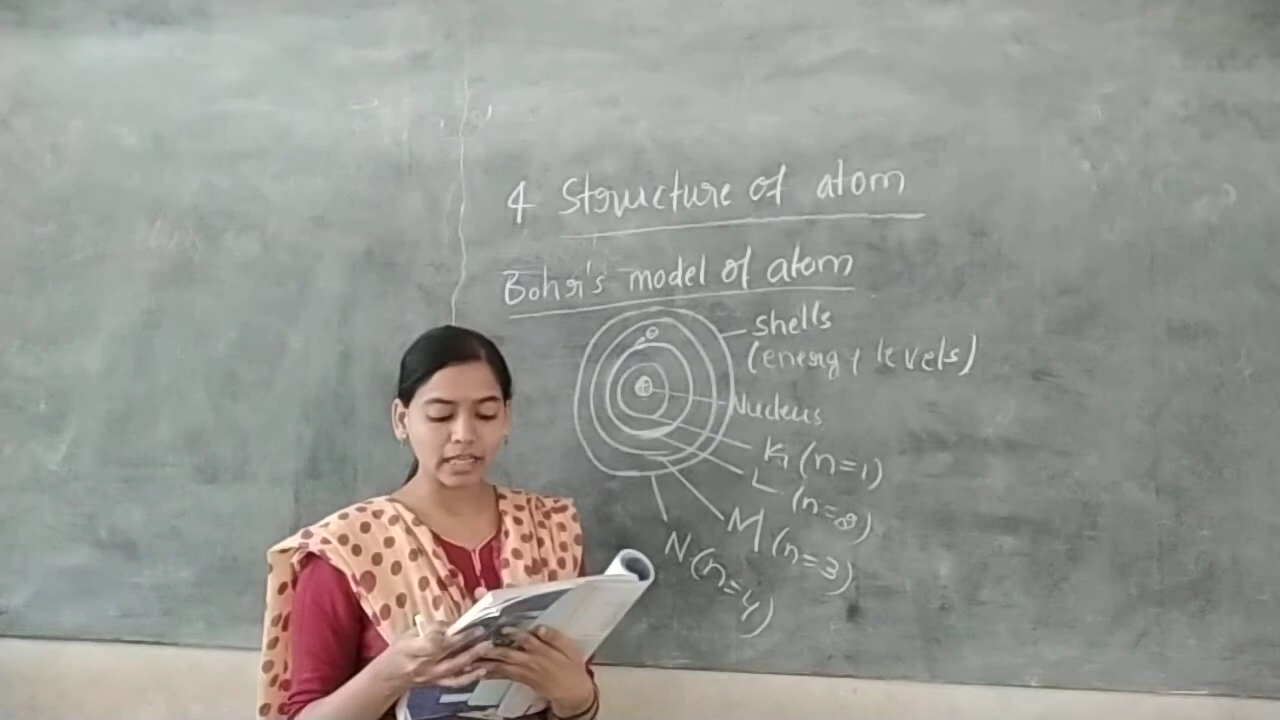 4 Structure of atom
Bohr's model of atom
Shells
(energy levels)
Nucleus
K (n=1)
L (n=2)
M (n=3)
N (n=4)